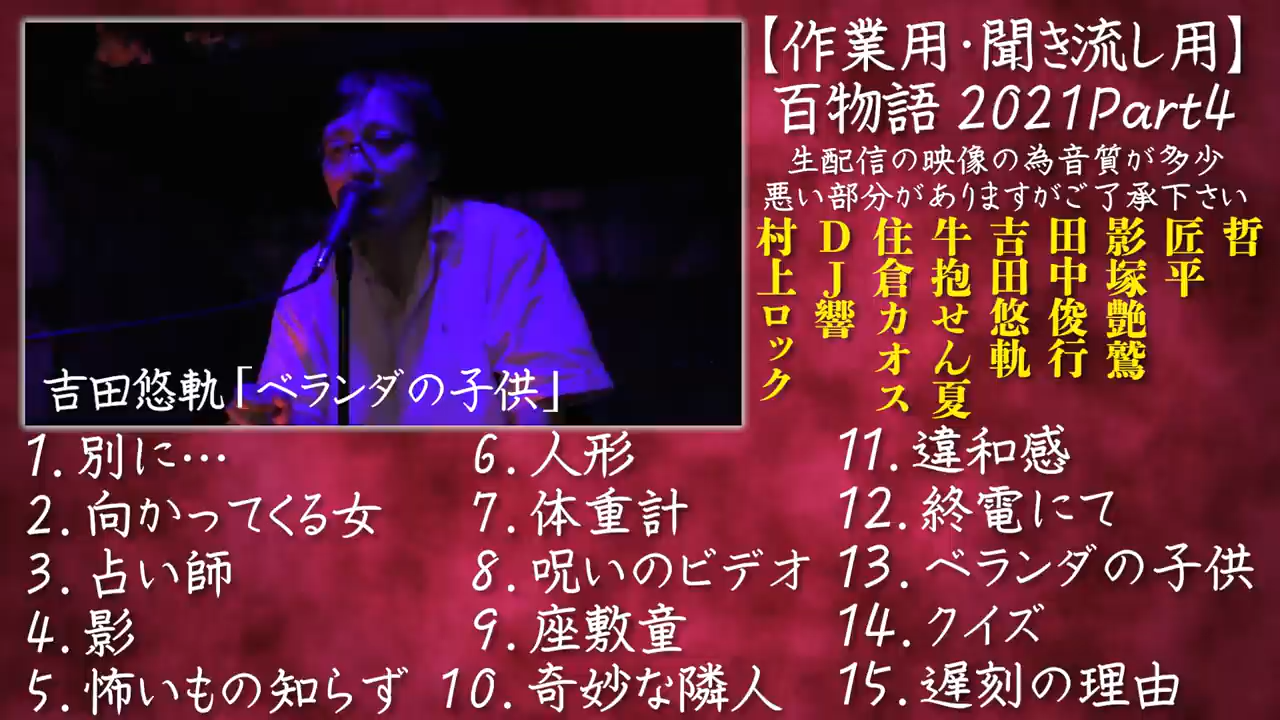 【作業用・聞き流し用】
百物語 2021Part4
生配信の映像の為音質が多少
悪い部分がありますがご了承下さい
哲
匠平
影塚艶鷲
田中俊行
吉田悠軌
牛抱せん夏
住倉カオス
DJ響
村上ロック
吉田悠軌「ベランダの子供」
1. 別に…
2. 向かってくる女
3. 占い師
4. 影
5. 怖いもの知らず
6. 人形
7. 体重計
8. 呪いのビデオ
9. 座敷童
10. 奇妙な隣人
11. 違和感
12. 終電にて
13. ベランダの子供
14. クイズ
15. 遅刻の理由